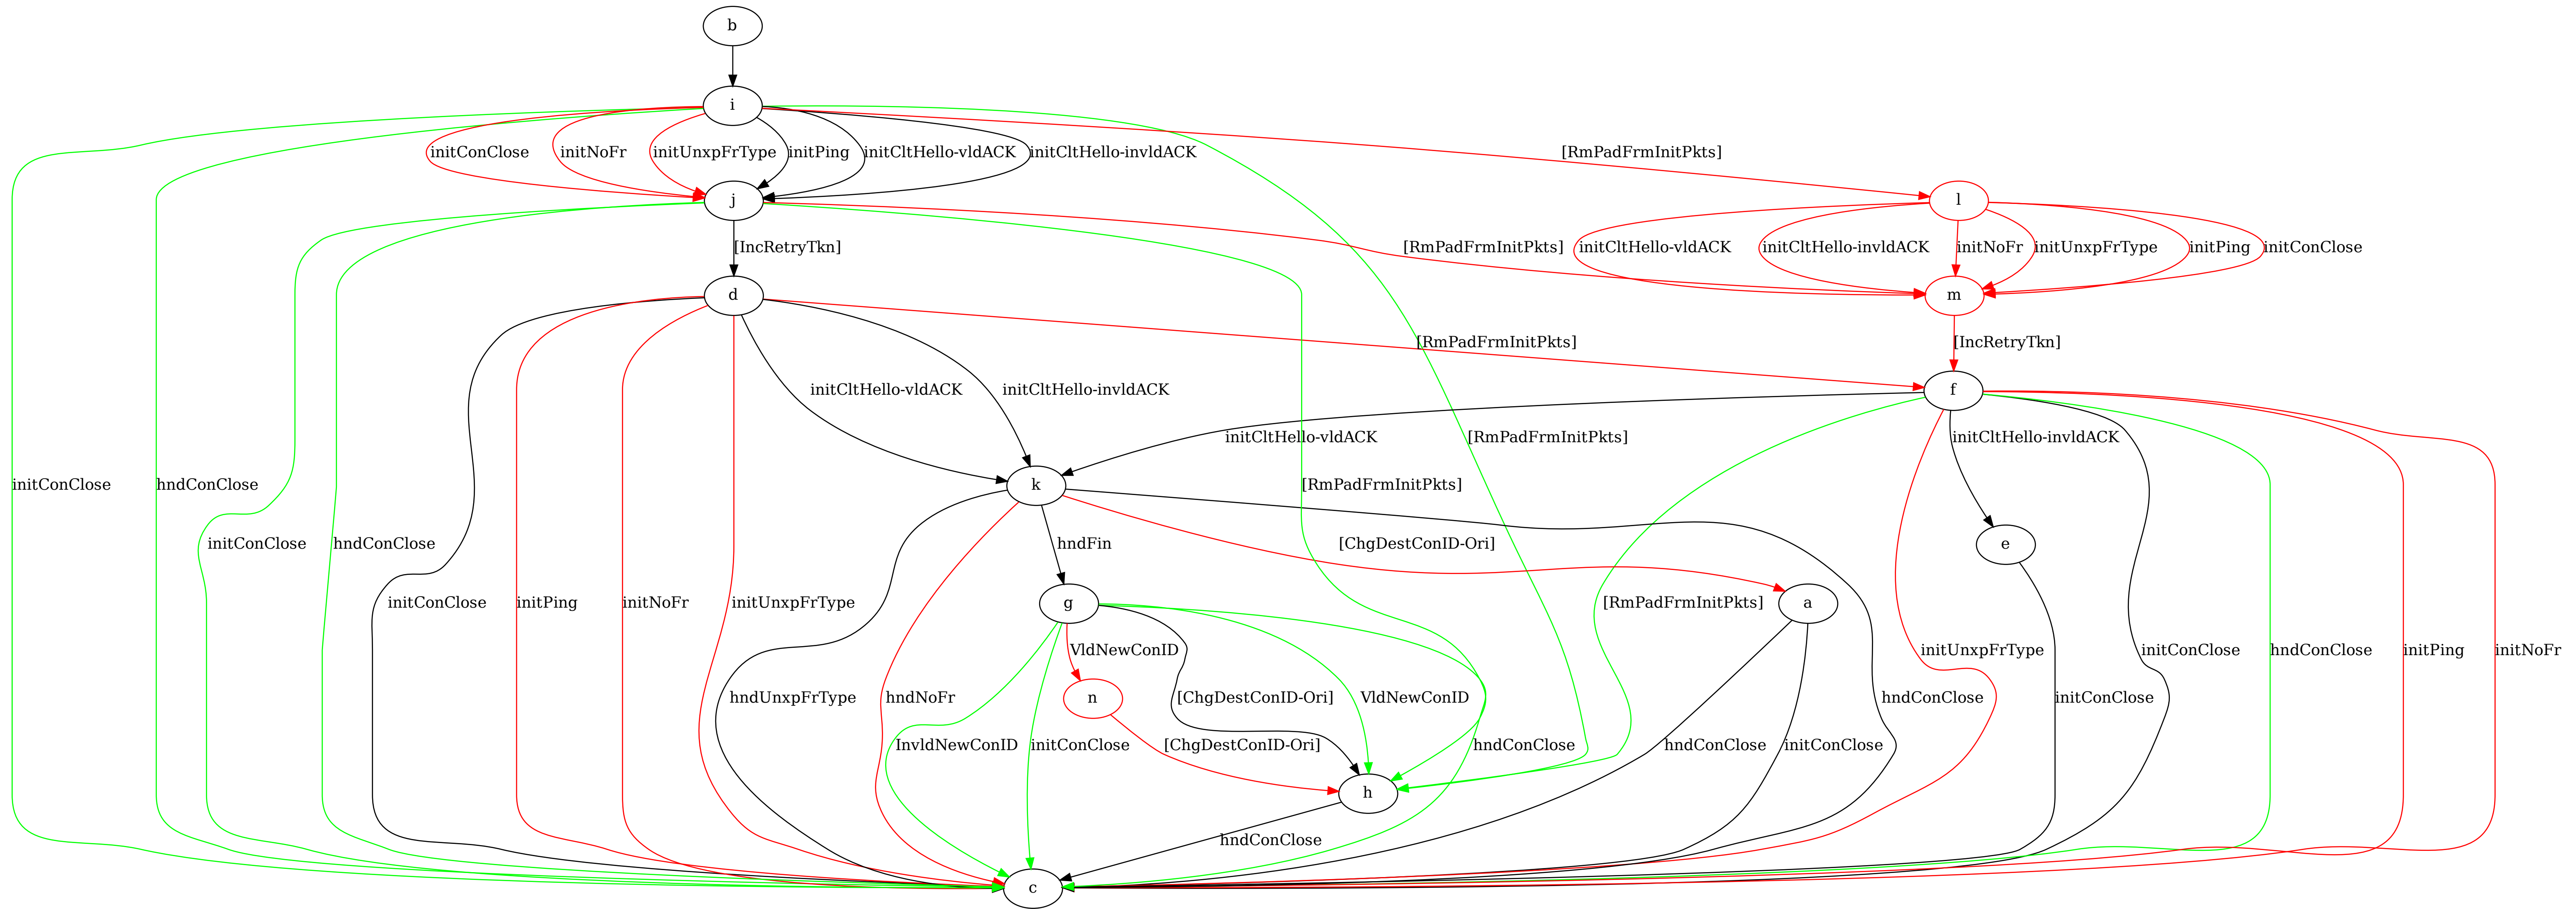 b
i
initConClose
initNoFr
initUnxpFrType
initPing
initCltHello-vldACK
initCltHello-invldACK
[RmPadFrmInitPkts]
j
l
[IncRetryTkn]
[RmPadFrmInitPkts]
initCltHello-vldACK
initCltHello-invldACK
initNoFr
initUnxpFrType
initPing
initConClose
d
m
[RmPadFrmInitPkts]
[IncRetryTkn]
initCltHello-vldACK
initCltHello-invldACK
f
initCltHello-vldACK
[RmPadFrmInitPkts]
initCltHello-invldACK
initConClose
hndConClose
k
[RmPadFrmInitPkts]
initConClose
hndConClose
hndFin
[ChgDestConID-Ori]
e
initConClose
initPing
initNoFr
initUnxpFrType
g
[RmPadFrmInitPkts]
a
VldNewConID
initUnxpFrType
initConClose
hndConClose
initPing
initNoFr
hndUnxpFrType
hndNoFr
n
[ChgDestConID-Ori]
VldNewConID
hndConClose
initConClose
InvldNewConID
initConClose
[ChgDestConID-Ori]
hndConClose
hndConClose
initConClose
h
hndConClose
c